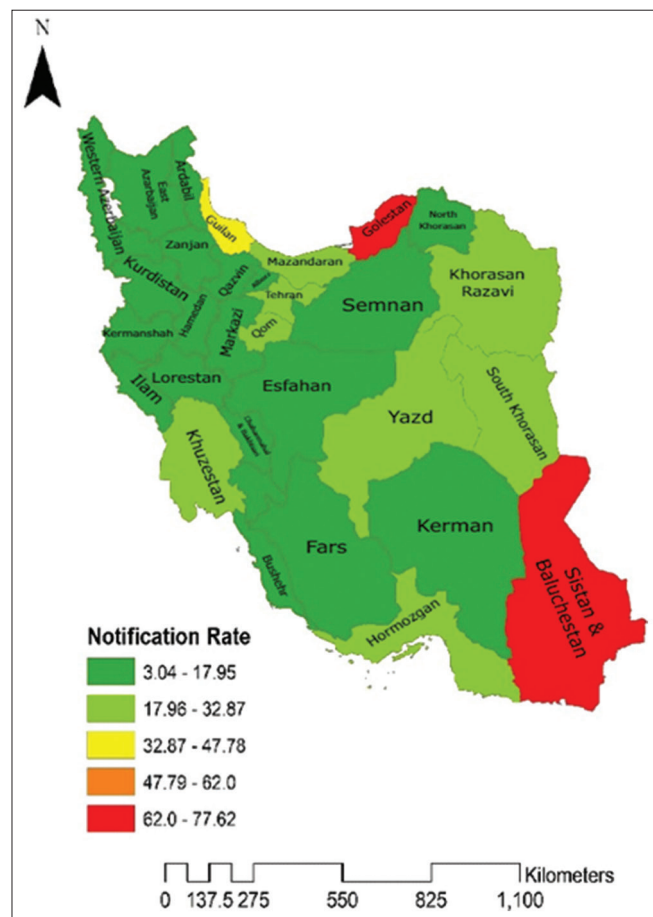 N
Western Azerbaijan
East
Azarbaijan
Ardabil
Guilan
Zanjan
Kurdistan
Qazvin
Mazandaran
Golestan
North
Khorasan
Tehran
Khorasan
Razavi
Semnan
Hamedan
Markazi
Qom
Kermanshah
Lorestan
Ilam
Esfahan
Yazd
South Khorasan
Khuzestan
Fars
Kerman
Bushehr
Hormozgan
Sistan &
Baluchestan
Notification Rate
3.04 - 17.95
17.96 - 32.87
32.87 - 47.78
47.79 - 62.0
62.0 - 77.62
Kilometers
0 137.5 275 550 825 1,100